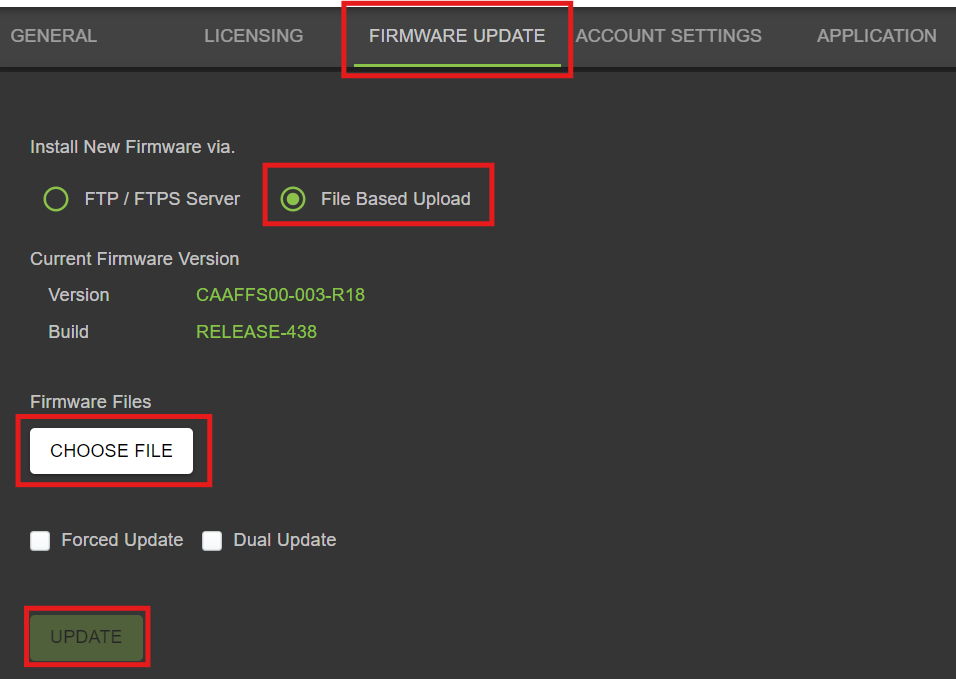 GENERAL LICENSING FIRMWARE UPDATE ACCOUNT SETTINGS APPLICATION
Install New Firmware via.
FTP / FTPS Server File Based Upload
Current Firmware Version
Version CAAFFS00-003-R18
Build RELEASE-438
Firmware Files
CHOOSE FILE
Forced Update Dual Update
UPDATE